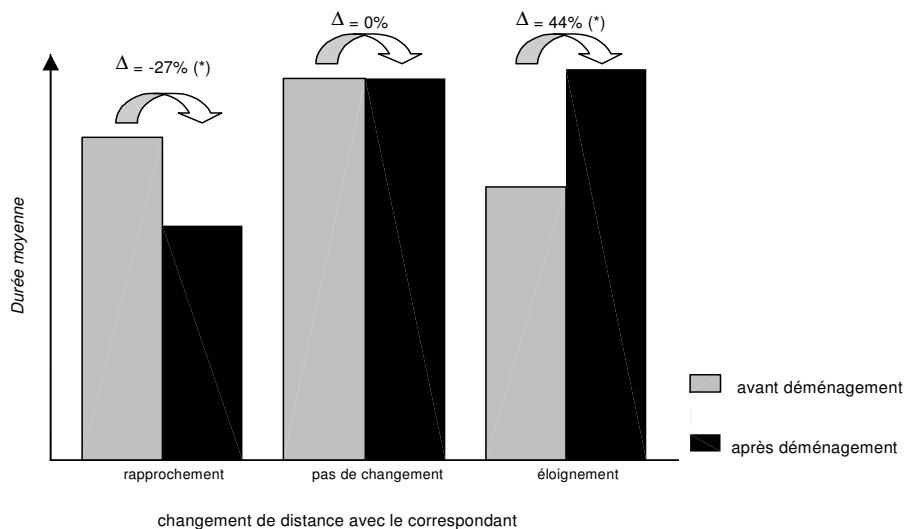 Δ = -27% (*)
Δ = 0%
Δ = 44% (*)
Durée moyenne
rapprochement
pas de changement
éloignement
avant déménagement
après déménagement
changement de distance avec le correspondant